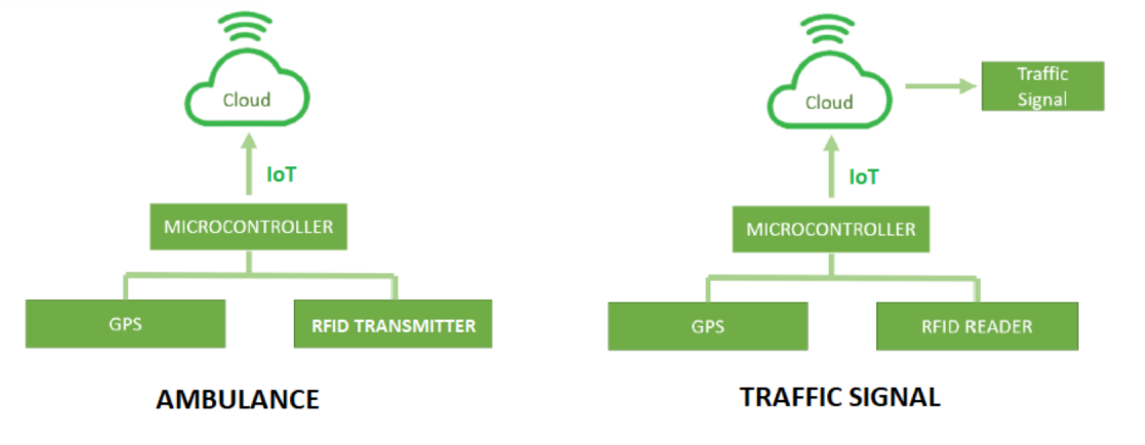 Cloud
IoT
MICROCONTROLLER
GPS
RFID TRANSMITTER
AMBULANCE
Cloud
Traffic
Signal
IoT
MICROCONTROLLER
GPS
RFID READER
TRAFFIC SIGNAL